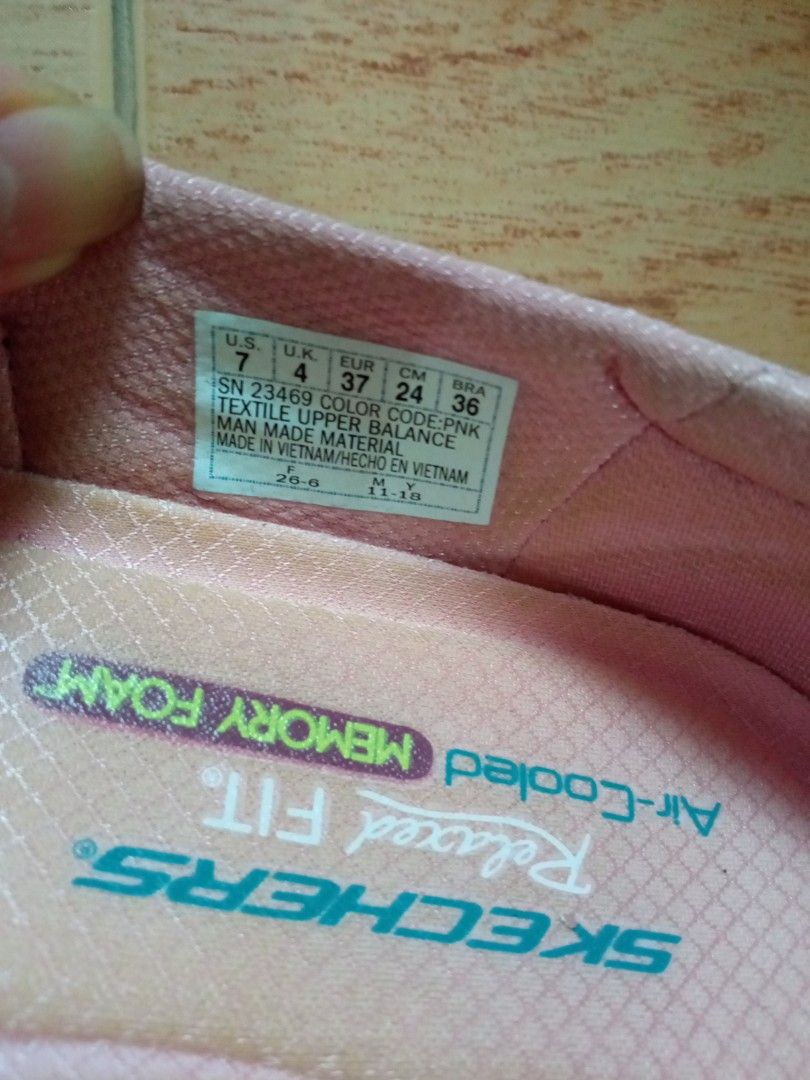 U.S. U.K. EUR CM BRA
7 4 37 24 36
SN 23469 COLOR CODE:PNK
TEXTILE UPPER BALANCE
MAN MADE MATERIAL
MADE IN VIETNAM/HECHO EN VIETNAM
F M Y
26-6 11-18
SKECHERS®
Relaxed FIT®
Air-Cooled MEMORY FOAM™